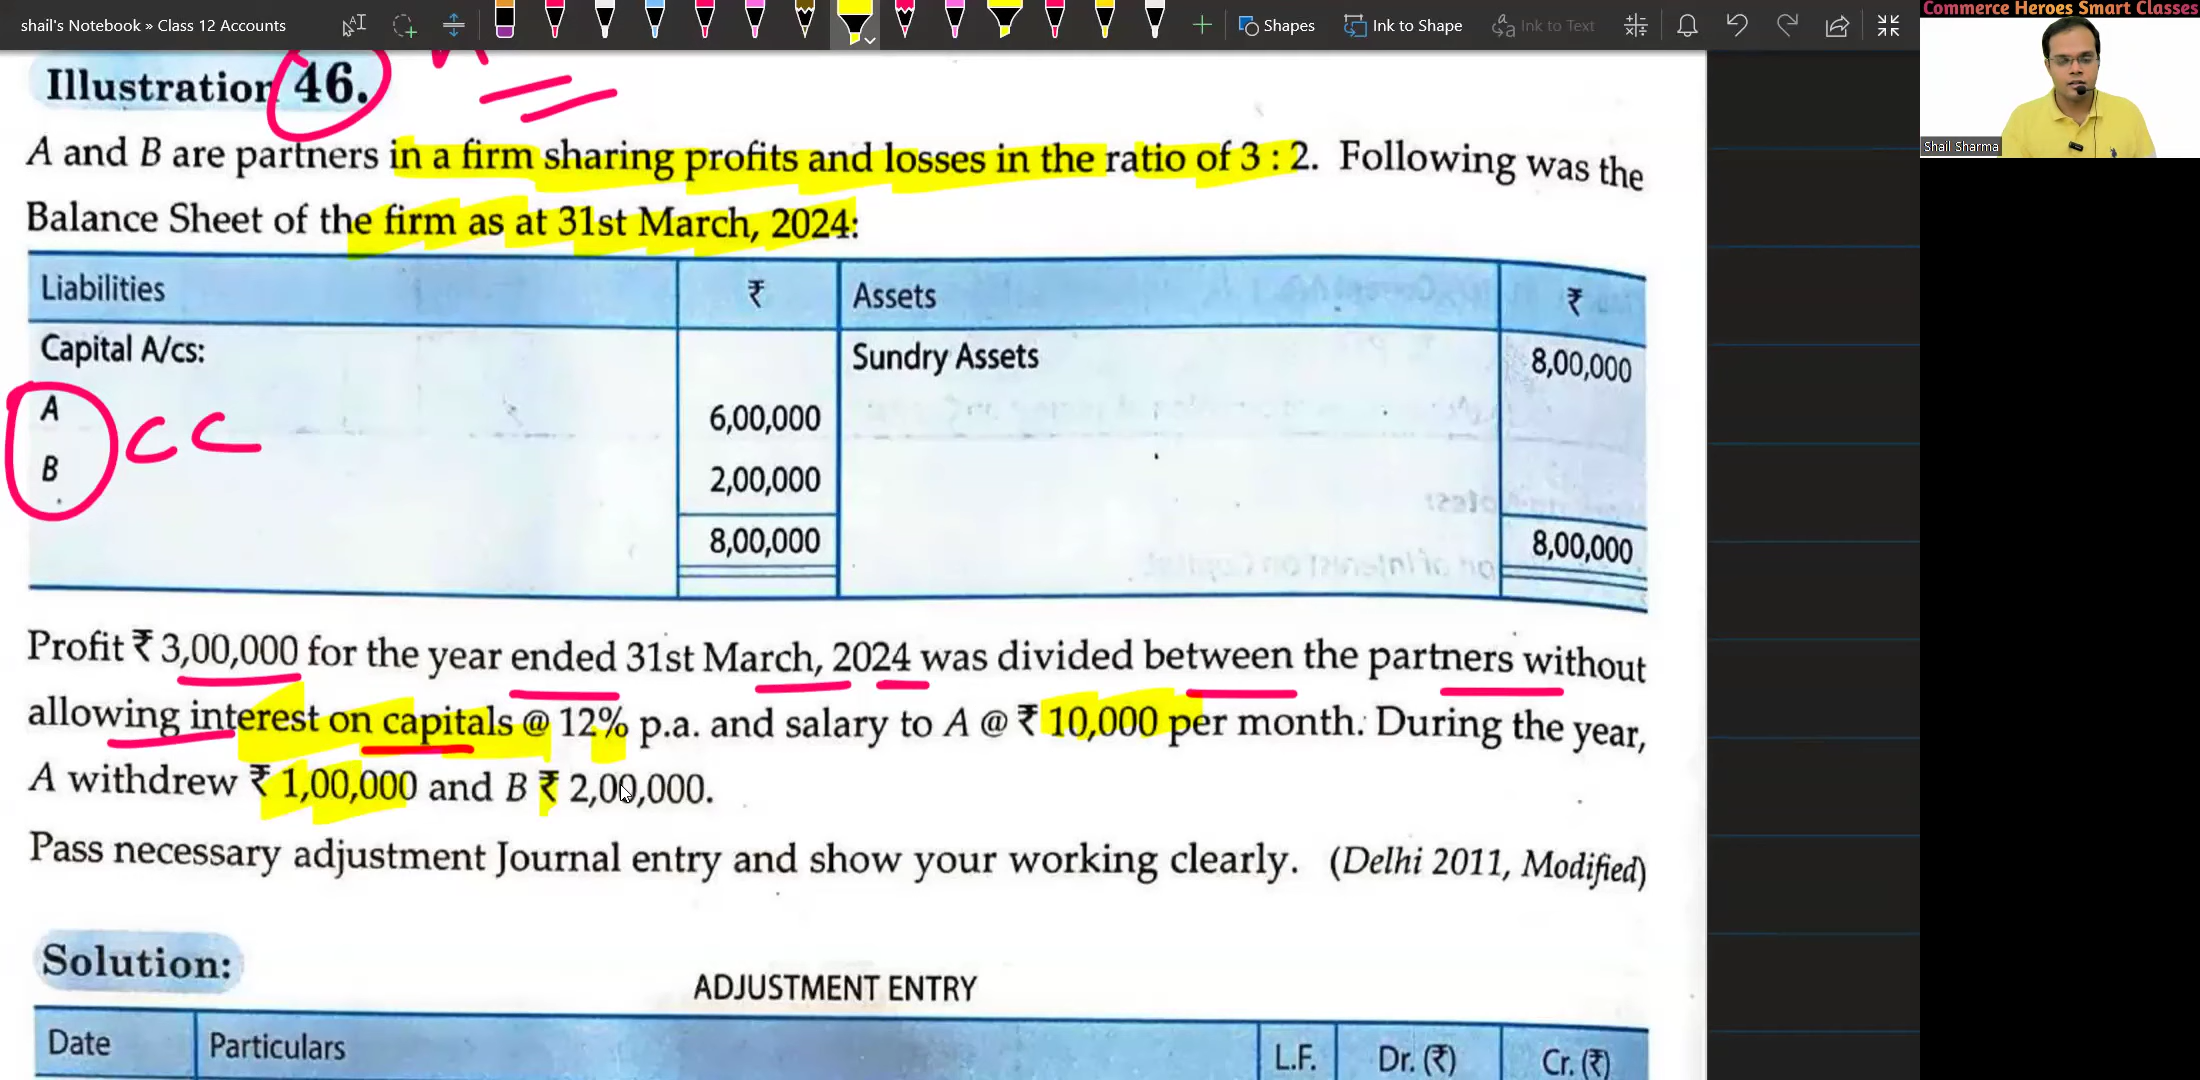 shail's Notebook » Class 12 Accounts
Shapes
Ink to Shape
Ink to Text
Commerce Heroes Smart Classes
Shail Sharma
Illustration 46.
A and B are partners in a firm sharing profits and losses in the ratio of 3 : 2. Following was the
Balance Sheet of the firm as at 31st March, 2024:
Liabilities ₹ Assets ₹
Capital A/cs: Sundry Assets 8,00,000
A 6,00,000
CC
B 2,00,000
8,00,000 8,00,000
Profit ₹ 3,00,000 for the year ended 31st March, 2024 was divided between the partners without
allowing interest on capitals @ 12% p.a. and salary to A @ ₹ 10,000 per month. During the year,
A withdrew ₹ 1,00,000 and B ₹ 2,00,000.
Pass necessary adjustment Journal entry and show your working clearly. (Delhi 2011, Modified)
Solution:
ADJUSTMENT ENTRY
Date Particulars L.F. Dr. (₹) Cr. (₹)